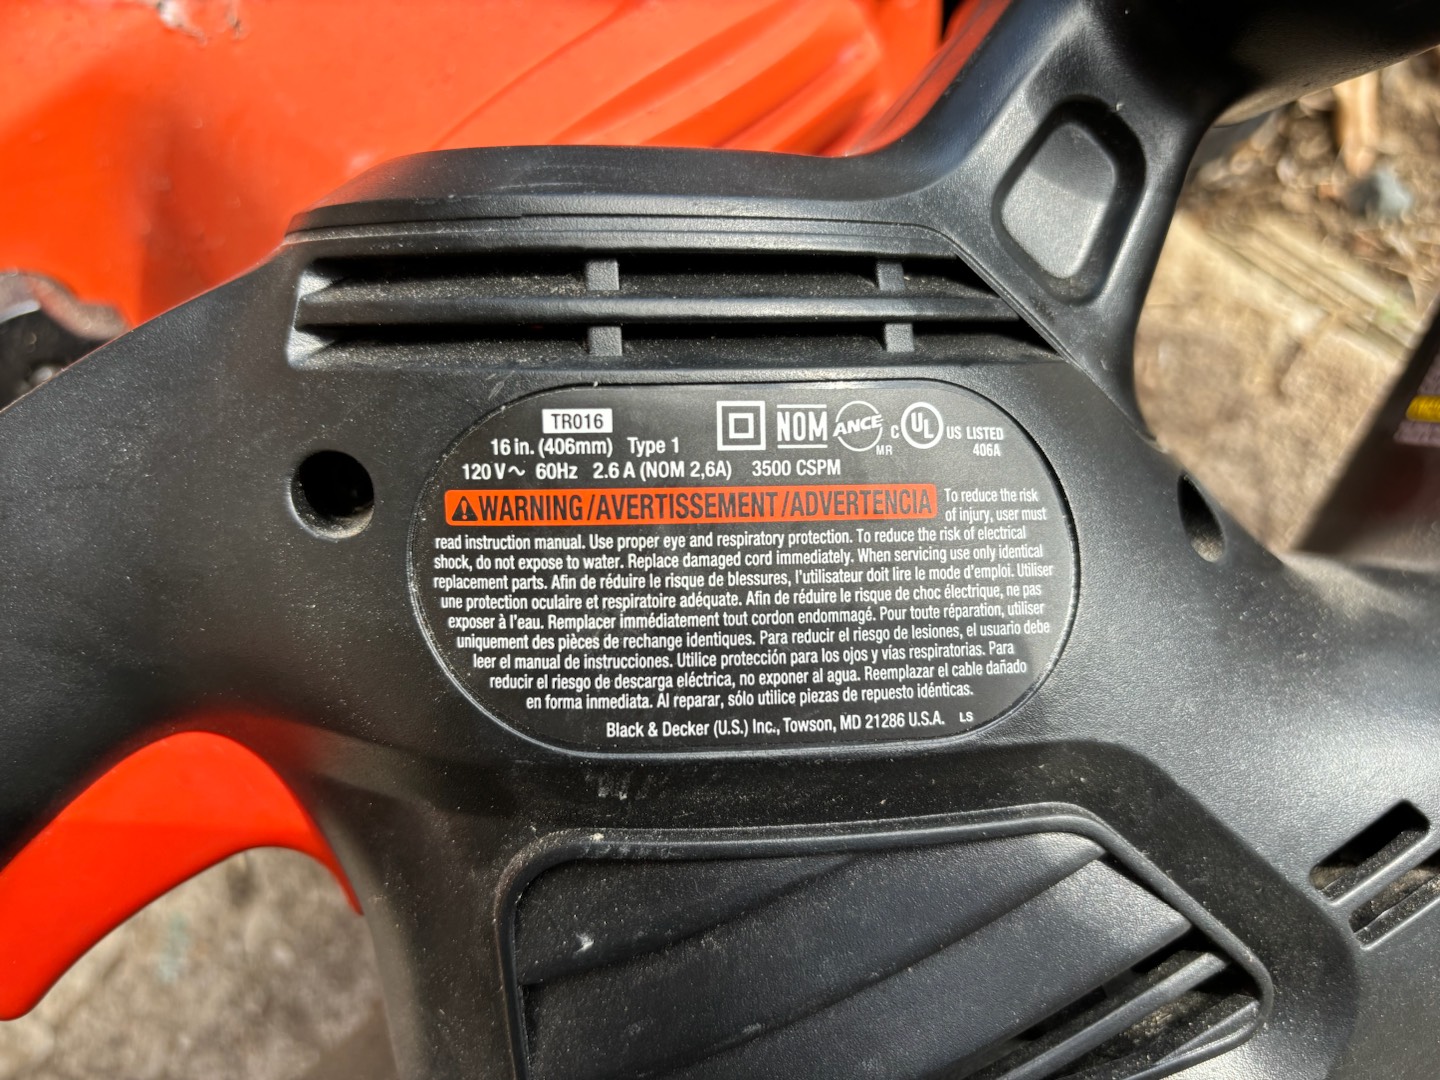 TR016
16 in. (406mm) Type 1
120 V~ 60Hz 2.6 A (NOM 2,6A) 3500 CSPM
NOM ANCE MR C UL US LISTED
406A
WARNING/AVERTISSEMENT/ADVERTENCIA To reduce the risk
of injury, user must
read instruction manual. Use proper eye and respiratory protection. To reduce the risk of electrical
shock, do not expose to water. Replace damaged cord immediately. When servicing use only identical
replacement parts. Afin de réduire le risque de blessures, l'utilisateur doit lire le mode d'emploi. Utiliser
une protection oculaire et respiratoire adéquate. Afin de réduire le risque de choc électrique, ne pas
exposer à l'eau. Remplacer immédiatement tout cordon endommagé. Pour toute réparation, utiliser
uniquement des pièces de rechange identiques. Para reducir el riesgo de lesiones, el usuario debe
leer el manual de instrucciones. Utilice protección para los ojos y vías respiratorias. Para
reducir el riesgo de descarga eléctrica, no exponer al agua. Reemplazar el cable dañado
en forma inmediata. Al reparar, sólo utilice piezas de repuesto idénticas.
Black & Decker (U.S.) Inc., Towson, MD 21286 U.S.A. LS